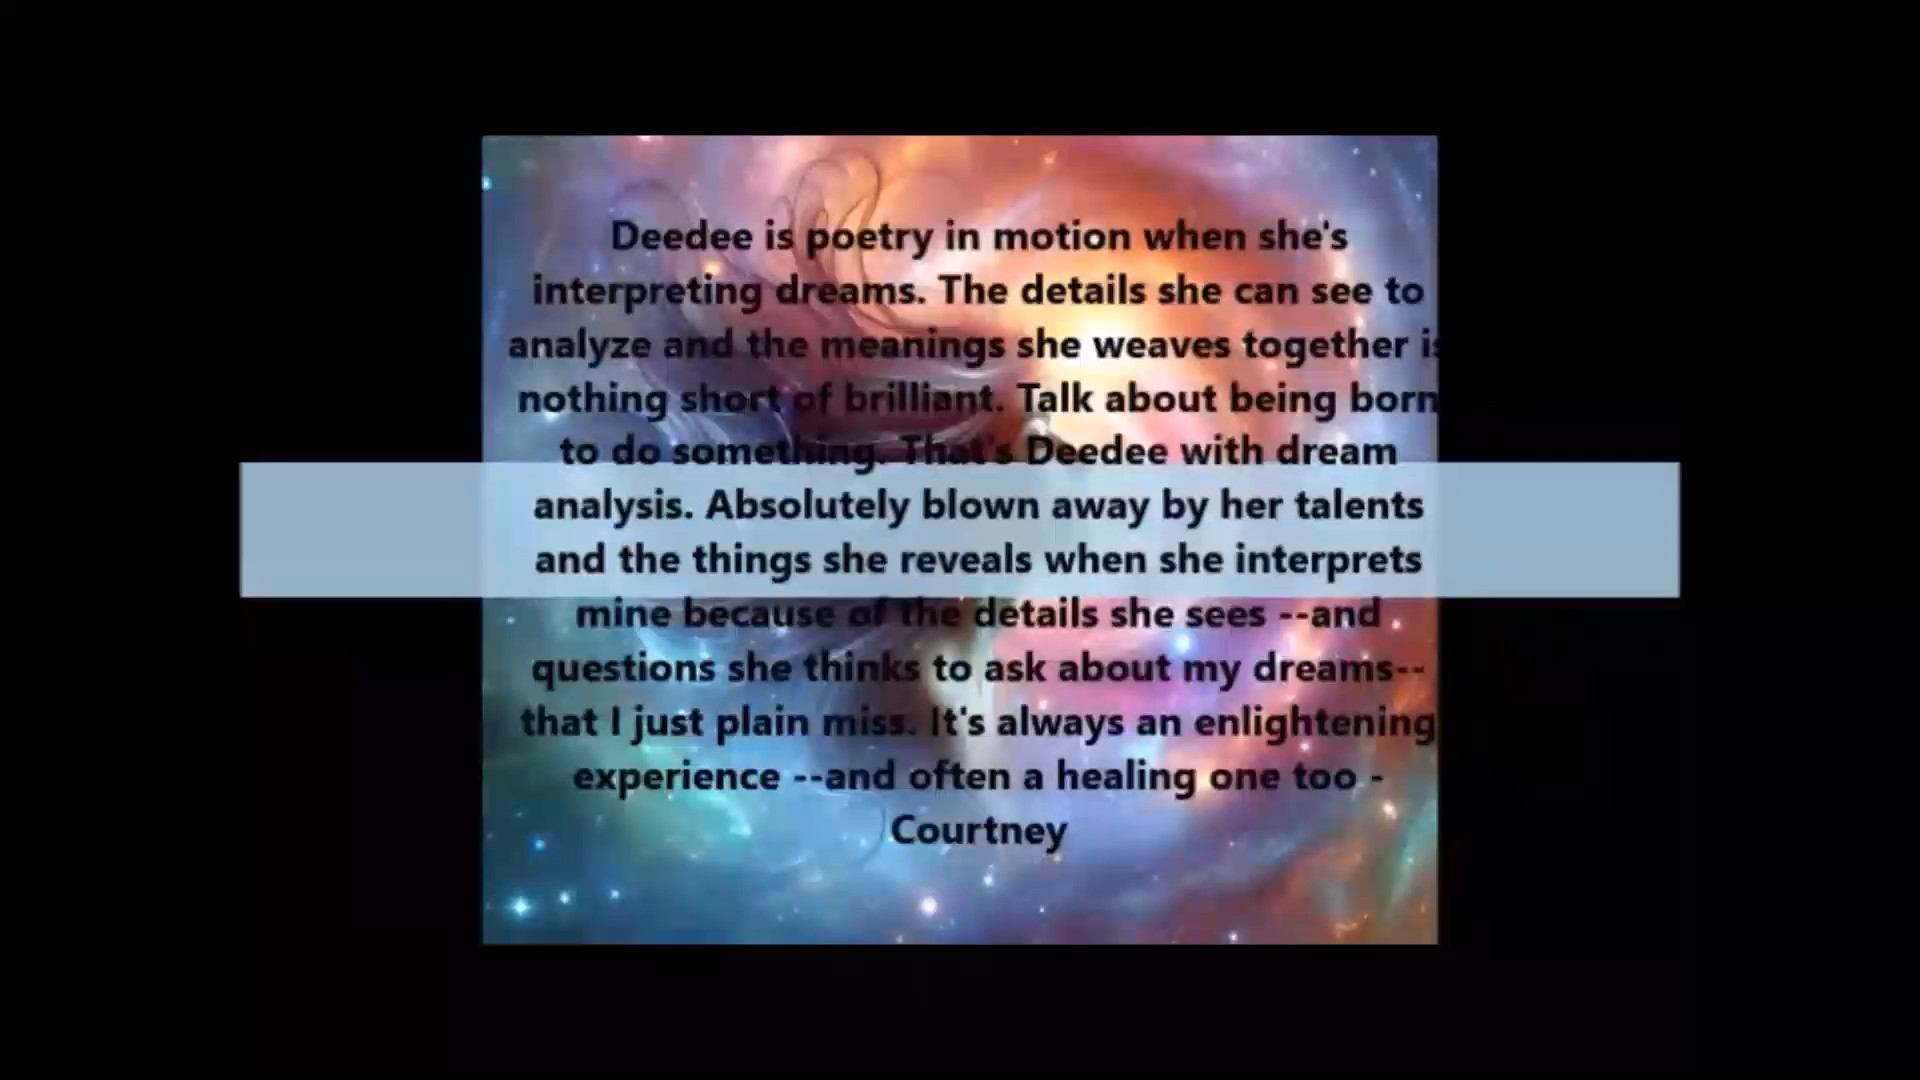 Deedee is poetry in motion when she's
interpreting dreams. The details she can see to
analyze and the meanings she weaves together is
nothing short of brilliant. Talk about being born
to do something. That's Deedee with dream
analysis. Absolutely blown away by her talents
and the things she reveals when she interprets
mine because of the details she sees --and
questions she thinks to ask about my dreams--
that I just plain miss. It's always an enlightening
experience --and often a healing one too -
Courtney